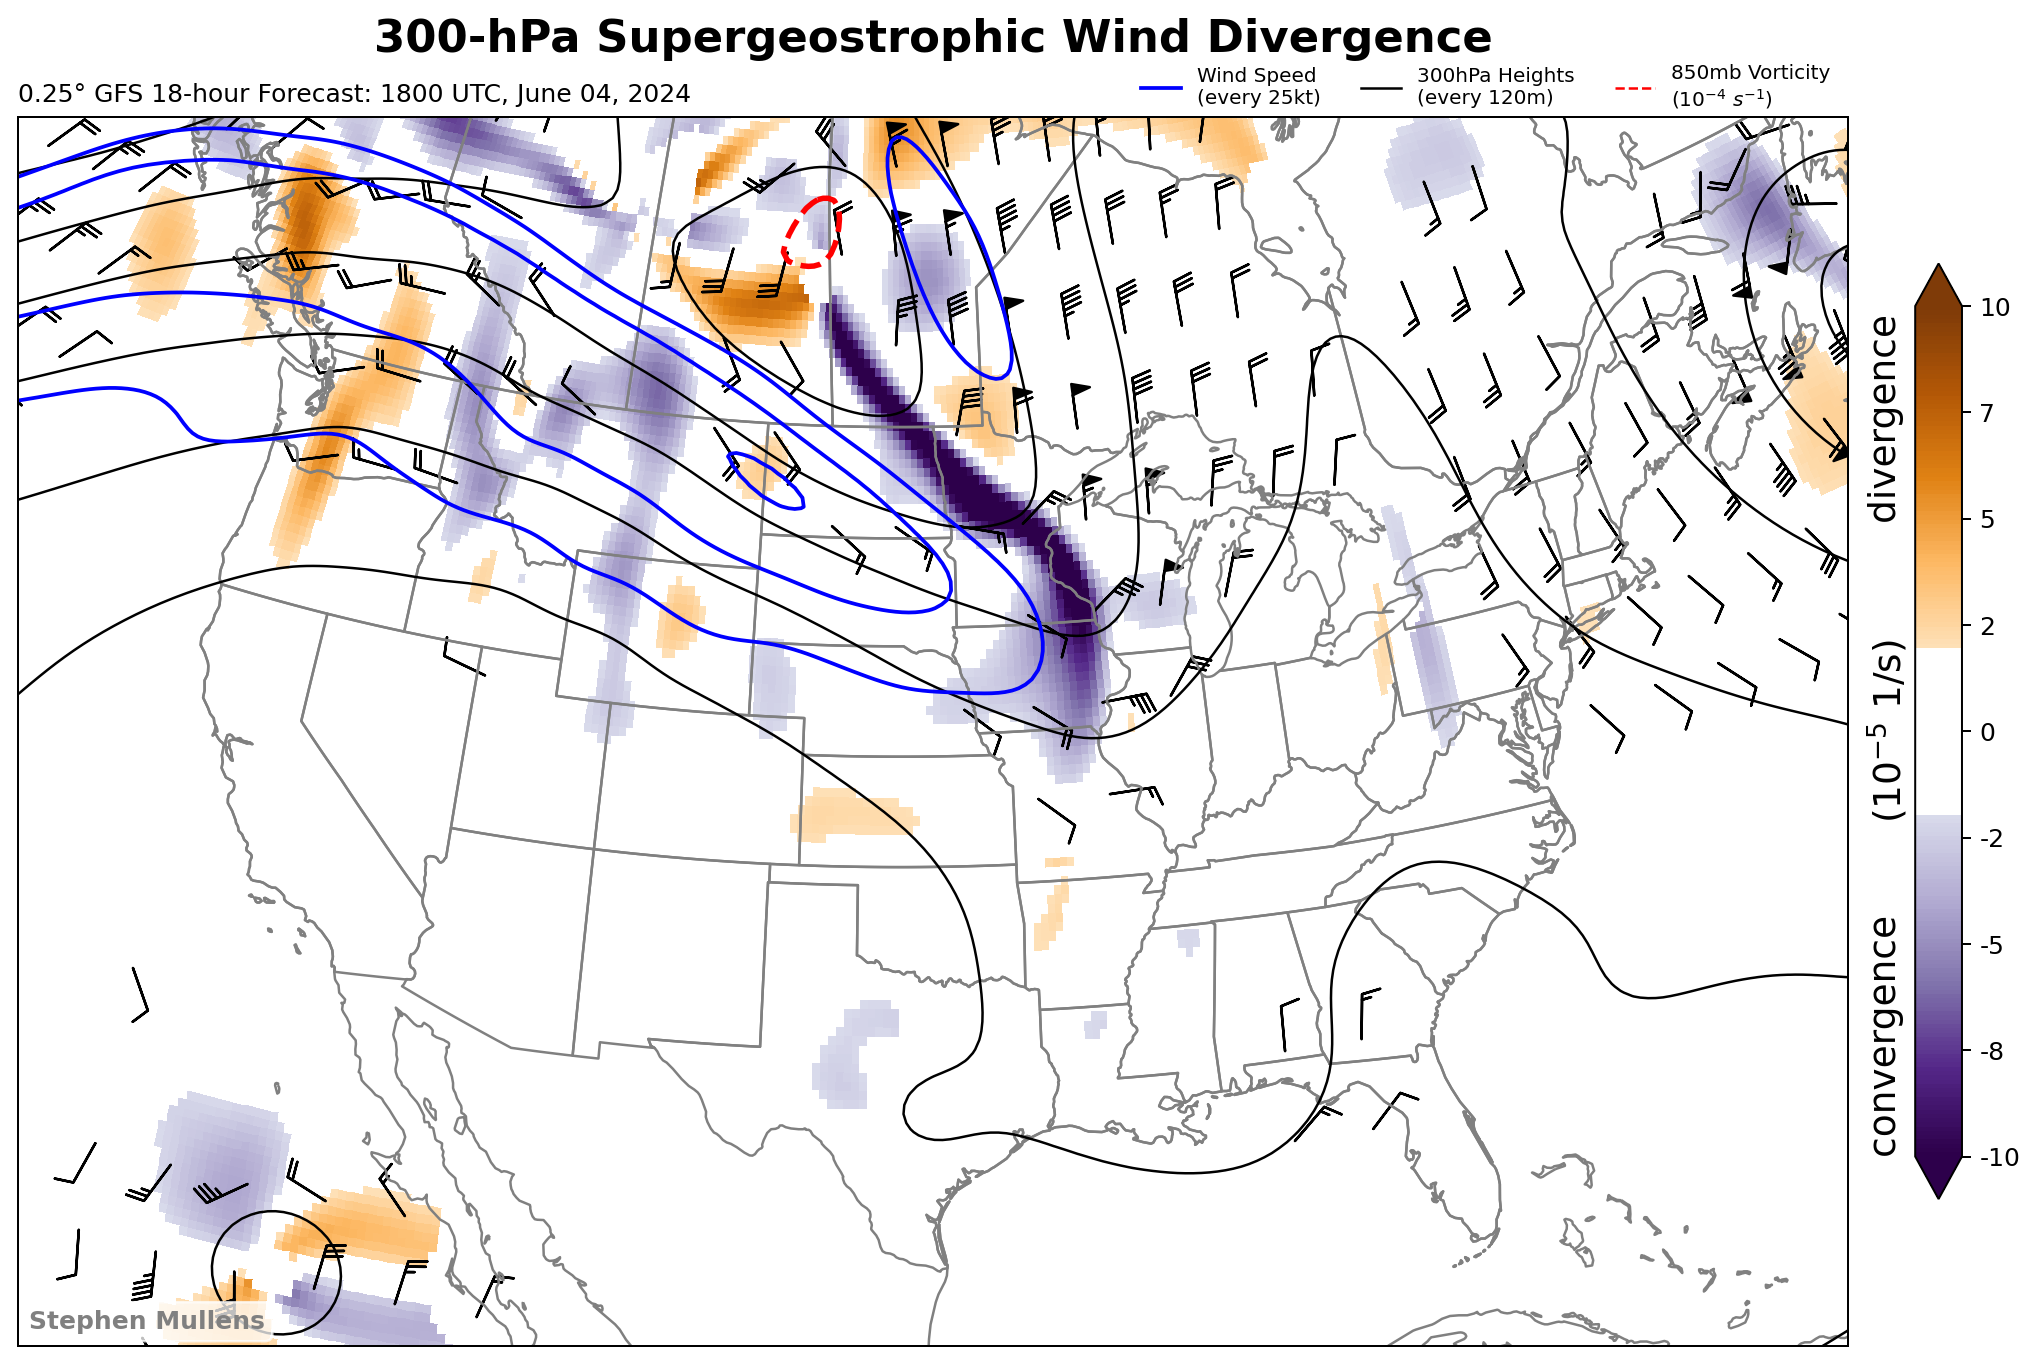 300-hPa Supergeostrophic Wind Divergence
0.25° GFS 18-hour Forecast: 1800 UTC, June 04, 2024
Wind Speed
(every 25kt)
300hPa Heights
(every 120m)
850mb Vorticity
(10⁻⁴ s⁻¹)
10
7
5
2
0
-2
-5
-8
-10
convergence (10⁻⁵ 1/s) divergence
Stephen Mullens